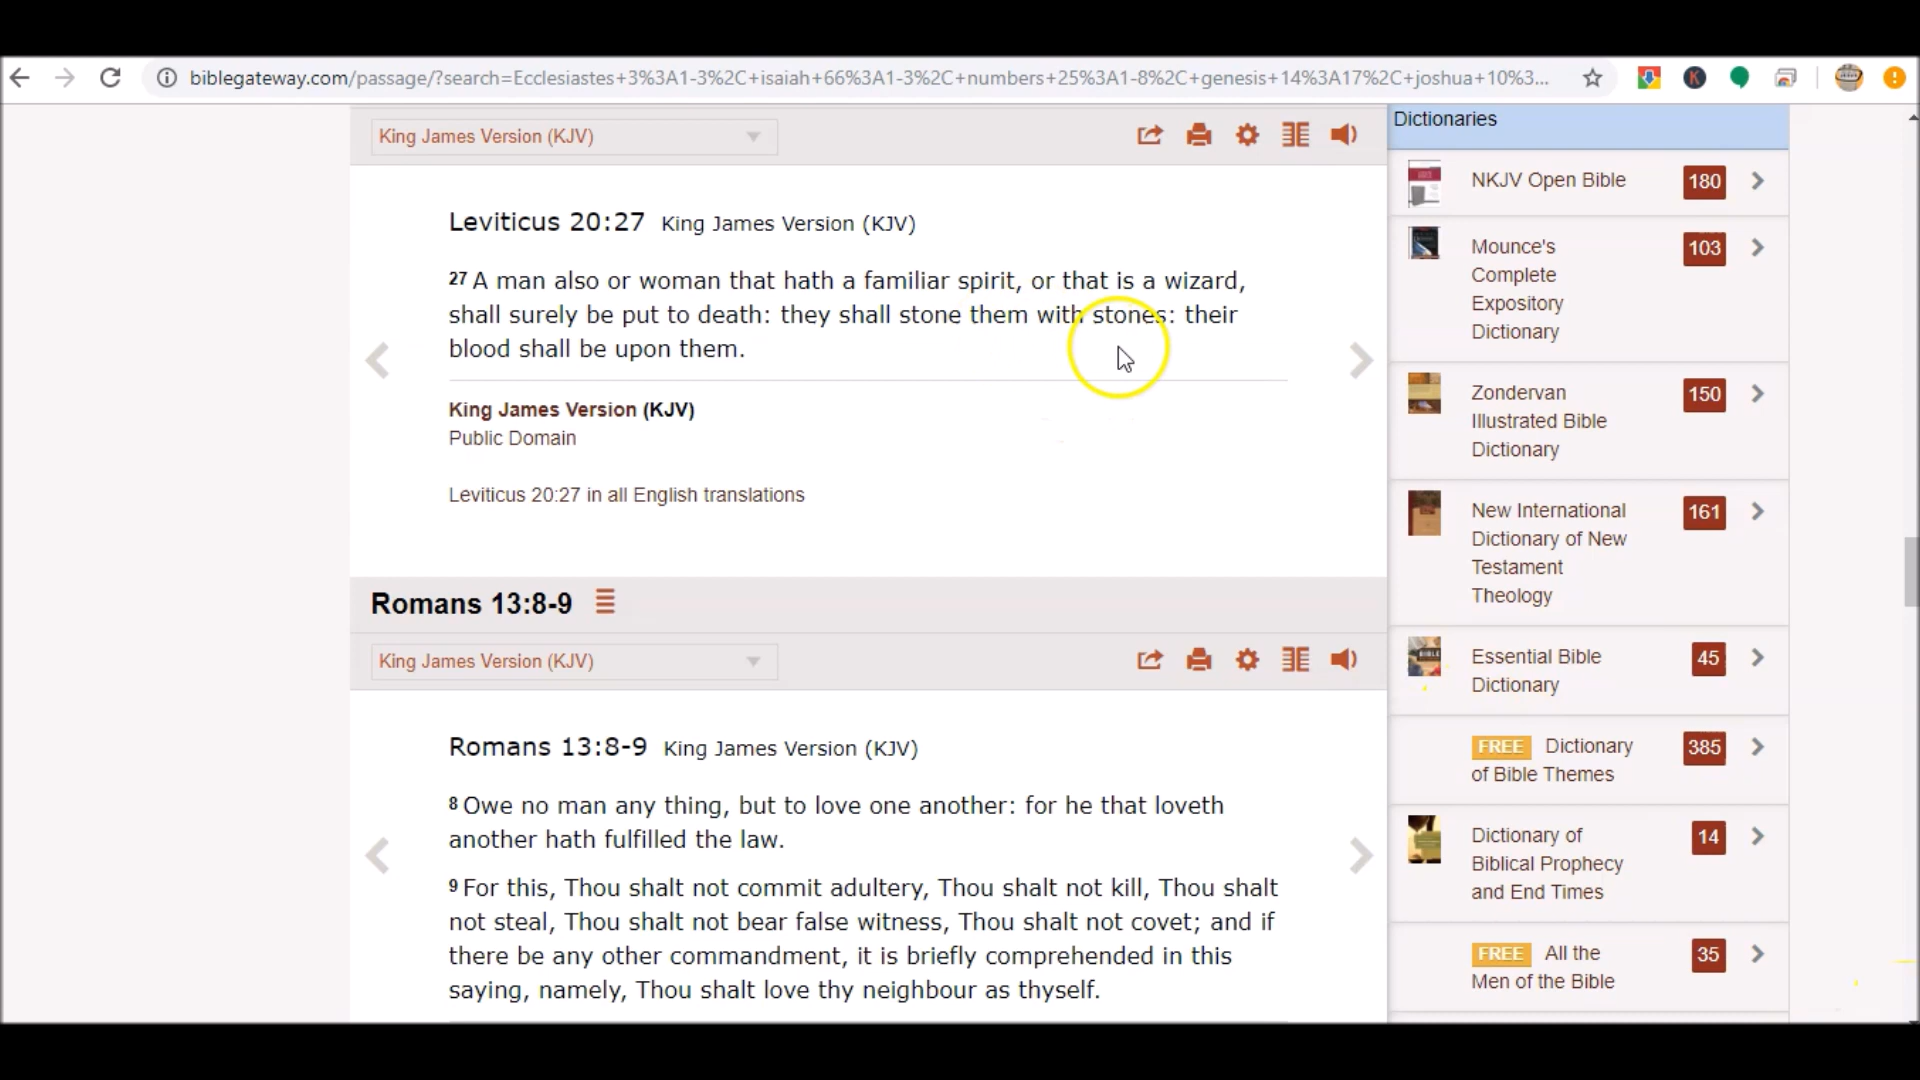 biblegateway.com/passage/?search=Ecclesiastes+3%3A1-3%2C+isaiah+66%3A1-3%2C+numbers+25%3A1-8%2C+genesis+14%3A17%2C+joshua+10%3...
King James Version (KJV)
Leviticus 20:27 King James Version (KJV)
27 A man also or woman that hath a familiar spirit, or that is a wizard,
shall surely be put to death: they shall stone them with stones: their
blood shall be upon them.
King James Version (KJV)
Public Domain
Leviticus 20:27 in all English translations
Romans 13:8-9
King James Version (KJV)
Romans 13:8-9 King James Version (KJV)
8 Owe no man any thing, but to love one another: for he that loveth
another hath fulfilled the law.
9 For this, Thou shalt not commit adultery, Thou shalt not kill, Thou shalt
not steal, Thou shalt not bear false witness, Thou shalt not covet; and if
there be any other commandment, it is briefly comprehended in this
saying, namely, Thou shalt love thy neighbour as thyself.
Dictionaries
NKJV Open Bible 180
Mounce's 103
Complete
Expository
Dictionary
Zondervan 150
Illustrated Bible
Dictionary
New International 161
Dictionary of New
Testament
Theology
Essential Bible 45
Dictionary
FREE Dictionary 385
of Bible Themes
Dictionary of 14
Biblical Prophecy
and End Times
FREE All the 35
Men of the Bible